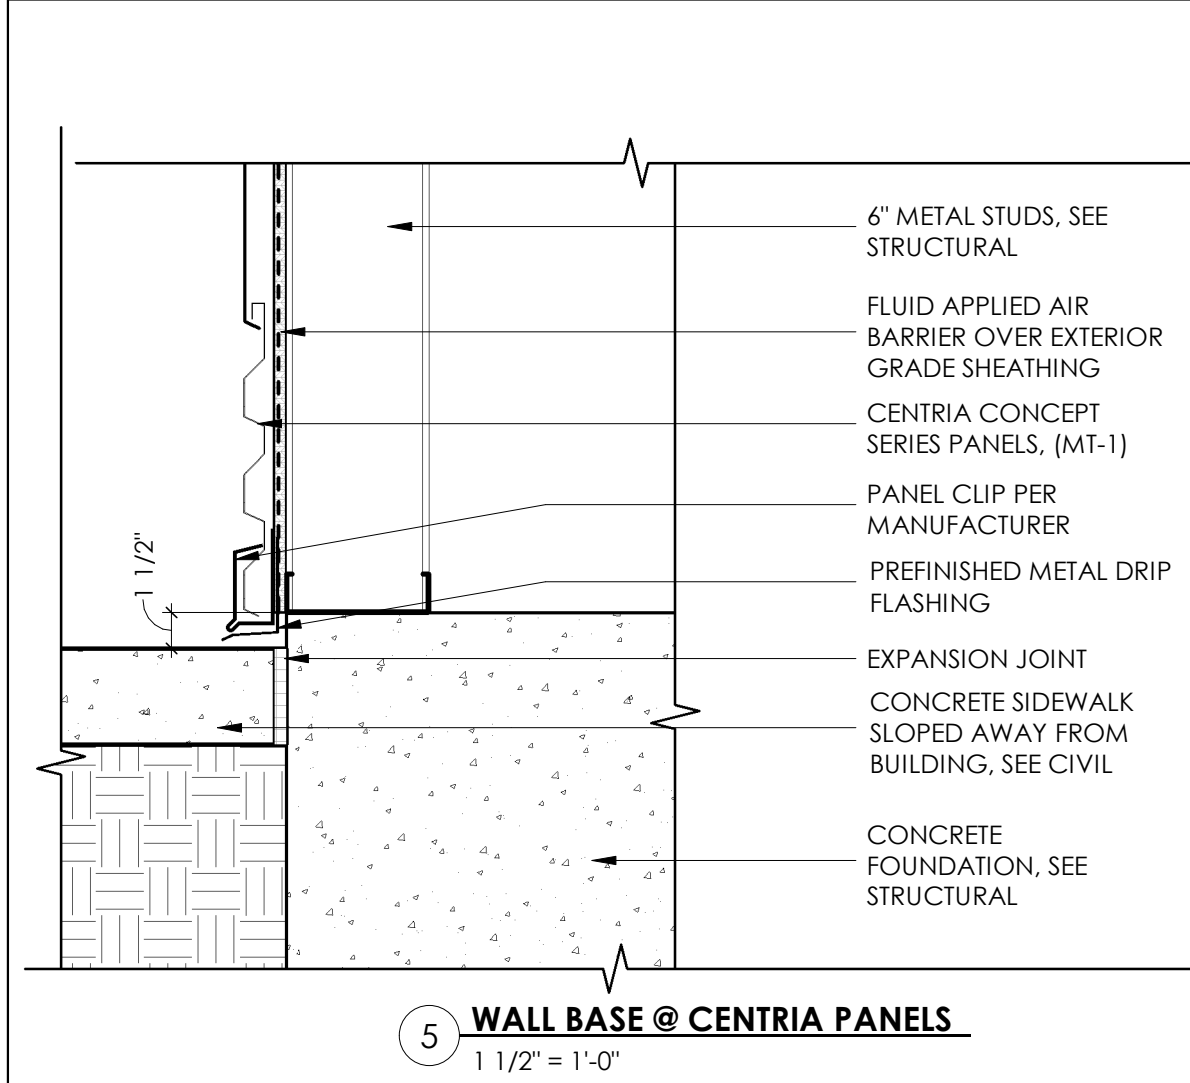 6" METAL STUDS, SEE
STRUCTURAL
FLUID APPLIED AIR
BARRIER OVER EXTERIOR
GRADE SHEATHING
CENTRIA CONCEPT
SERIES PANELS, (MT-1)
PANEL CLIP PER
MANUFACTURER
PREFINISHED METAL DRIP
FLASHING
1 1/2"
EXPANSION JOINT
CONCRETE SIDEWALK
SLOPED AWAY FROM
BUILDING, SEE CIVIL
CONCRETE
FOUNDATION, SEE
STRUCTURAL
5 WALL BASE @ CENTRIA PANELS
1 1/2" = 1'-0"